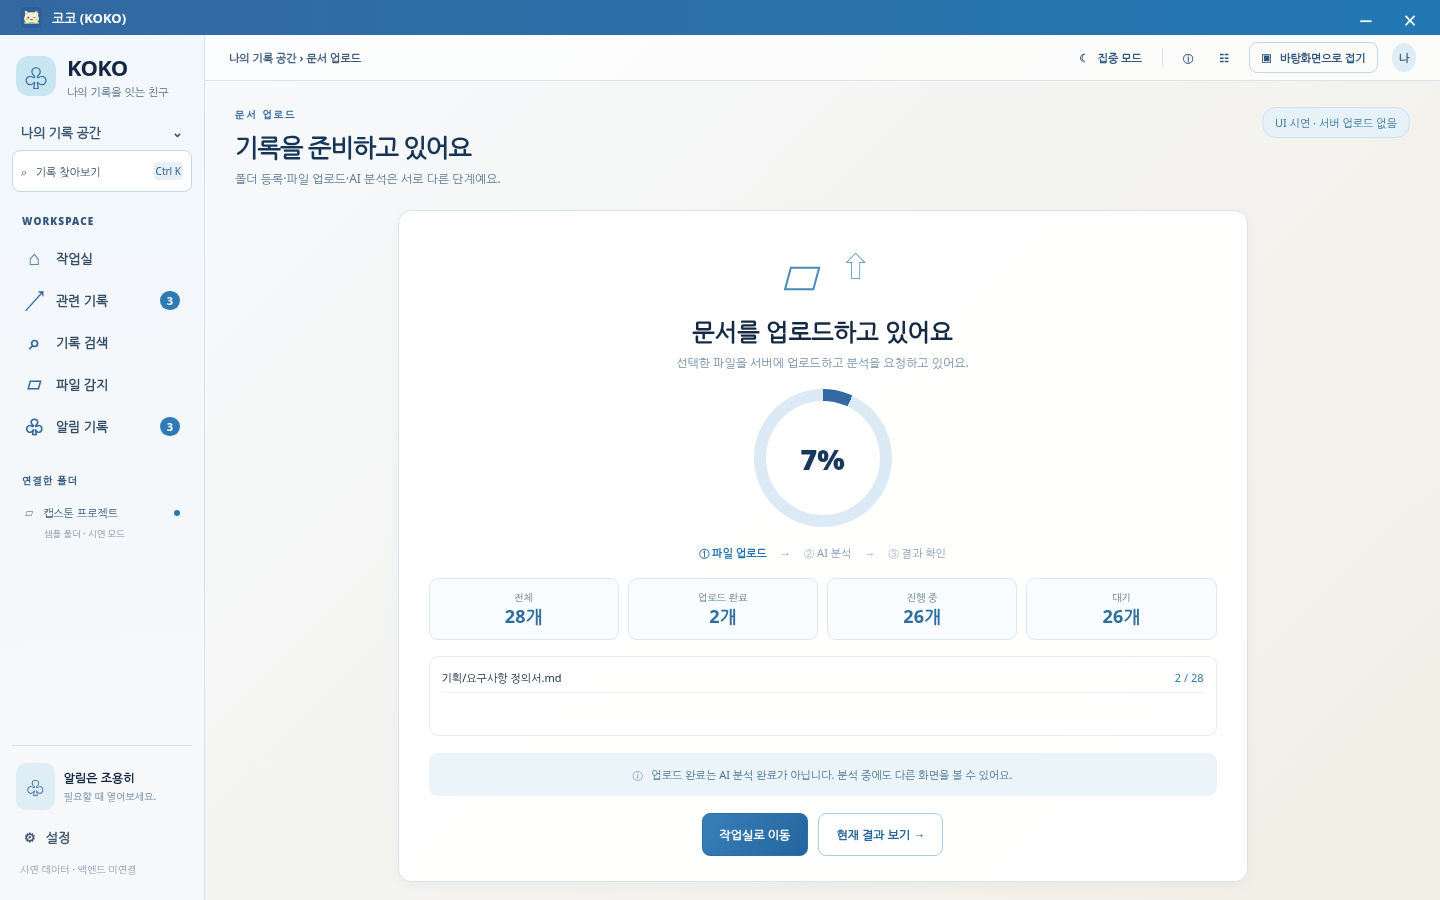 코코 (KOKO)
KOKO
나의 기록을 잇는 친구
나의 기록 공간
기록 찾아보기
Ctrl K
WORKSPACE
작업실
관련 기록
3
기록 검색
파일 감지
알림 기록
3
연결한 폴더
캡스톤 프로젝트
샘플 폴더 · 시연 모드
알림은 조용히
필요할 때 열어보세요.
설정
시연 데이터 · 백엔드 미연결
나의 기록 공간 › 문서 업로드
집중 모드
바탕화면으로 접기
나
문서 업로드
기록을 준비하고 있어요
폴더 등록·파일 업로드·AI 분석은 서로 다른 단계예요.
UI 시연 · 서버 업로드 없음
문서를 업로드하고 있어요
선택한 파일을 서버에 업로드하고 분석을 요청하고 있어요.
7%
① 파일 업로드 → ② AI 분석 → ③ 결과 확인
전체
28개
업로드 완료
2개
진행 중
26개
대기
26개
기획/요구사항 정의서.md
2 / 28
ⓘ 업로드 완료는 AI 분석 완료가 아닙니다. 분석 중에도 다른 화면을 볼 수 있어요.
작업실로 이동
현재 결과 보기 →